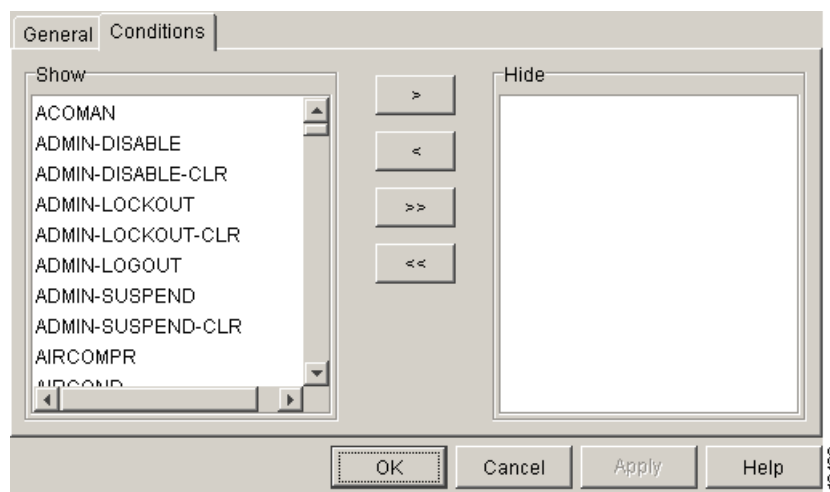 General Conditions
Show
Hide
ACOMAN
ADMIN-DISABLE
ADMIN-DISABLE-CLR
ADMIN-LOCKOUT
ADMIN-LOCKOUT-CLR
ADMIN-LOGOUT
ADMIN-SUSPEND
ADMIN-SUSPEND-CLR
AIRCOMPR
>
<
>>
<<
OK Cancel Apply Help